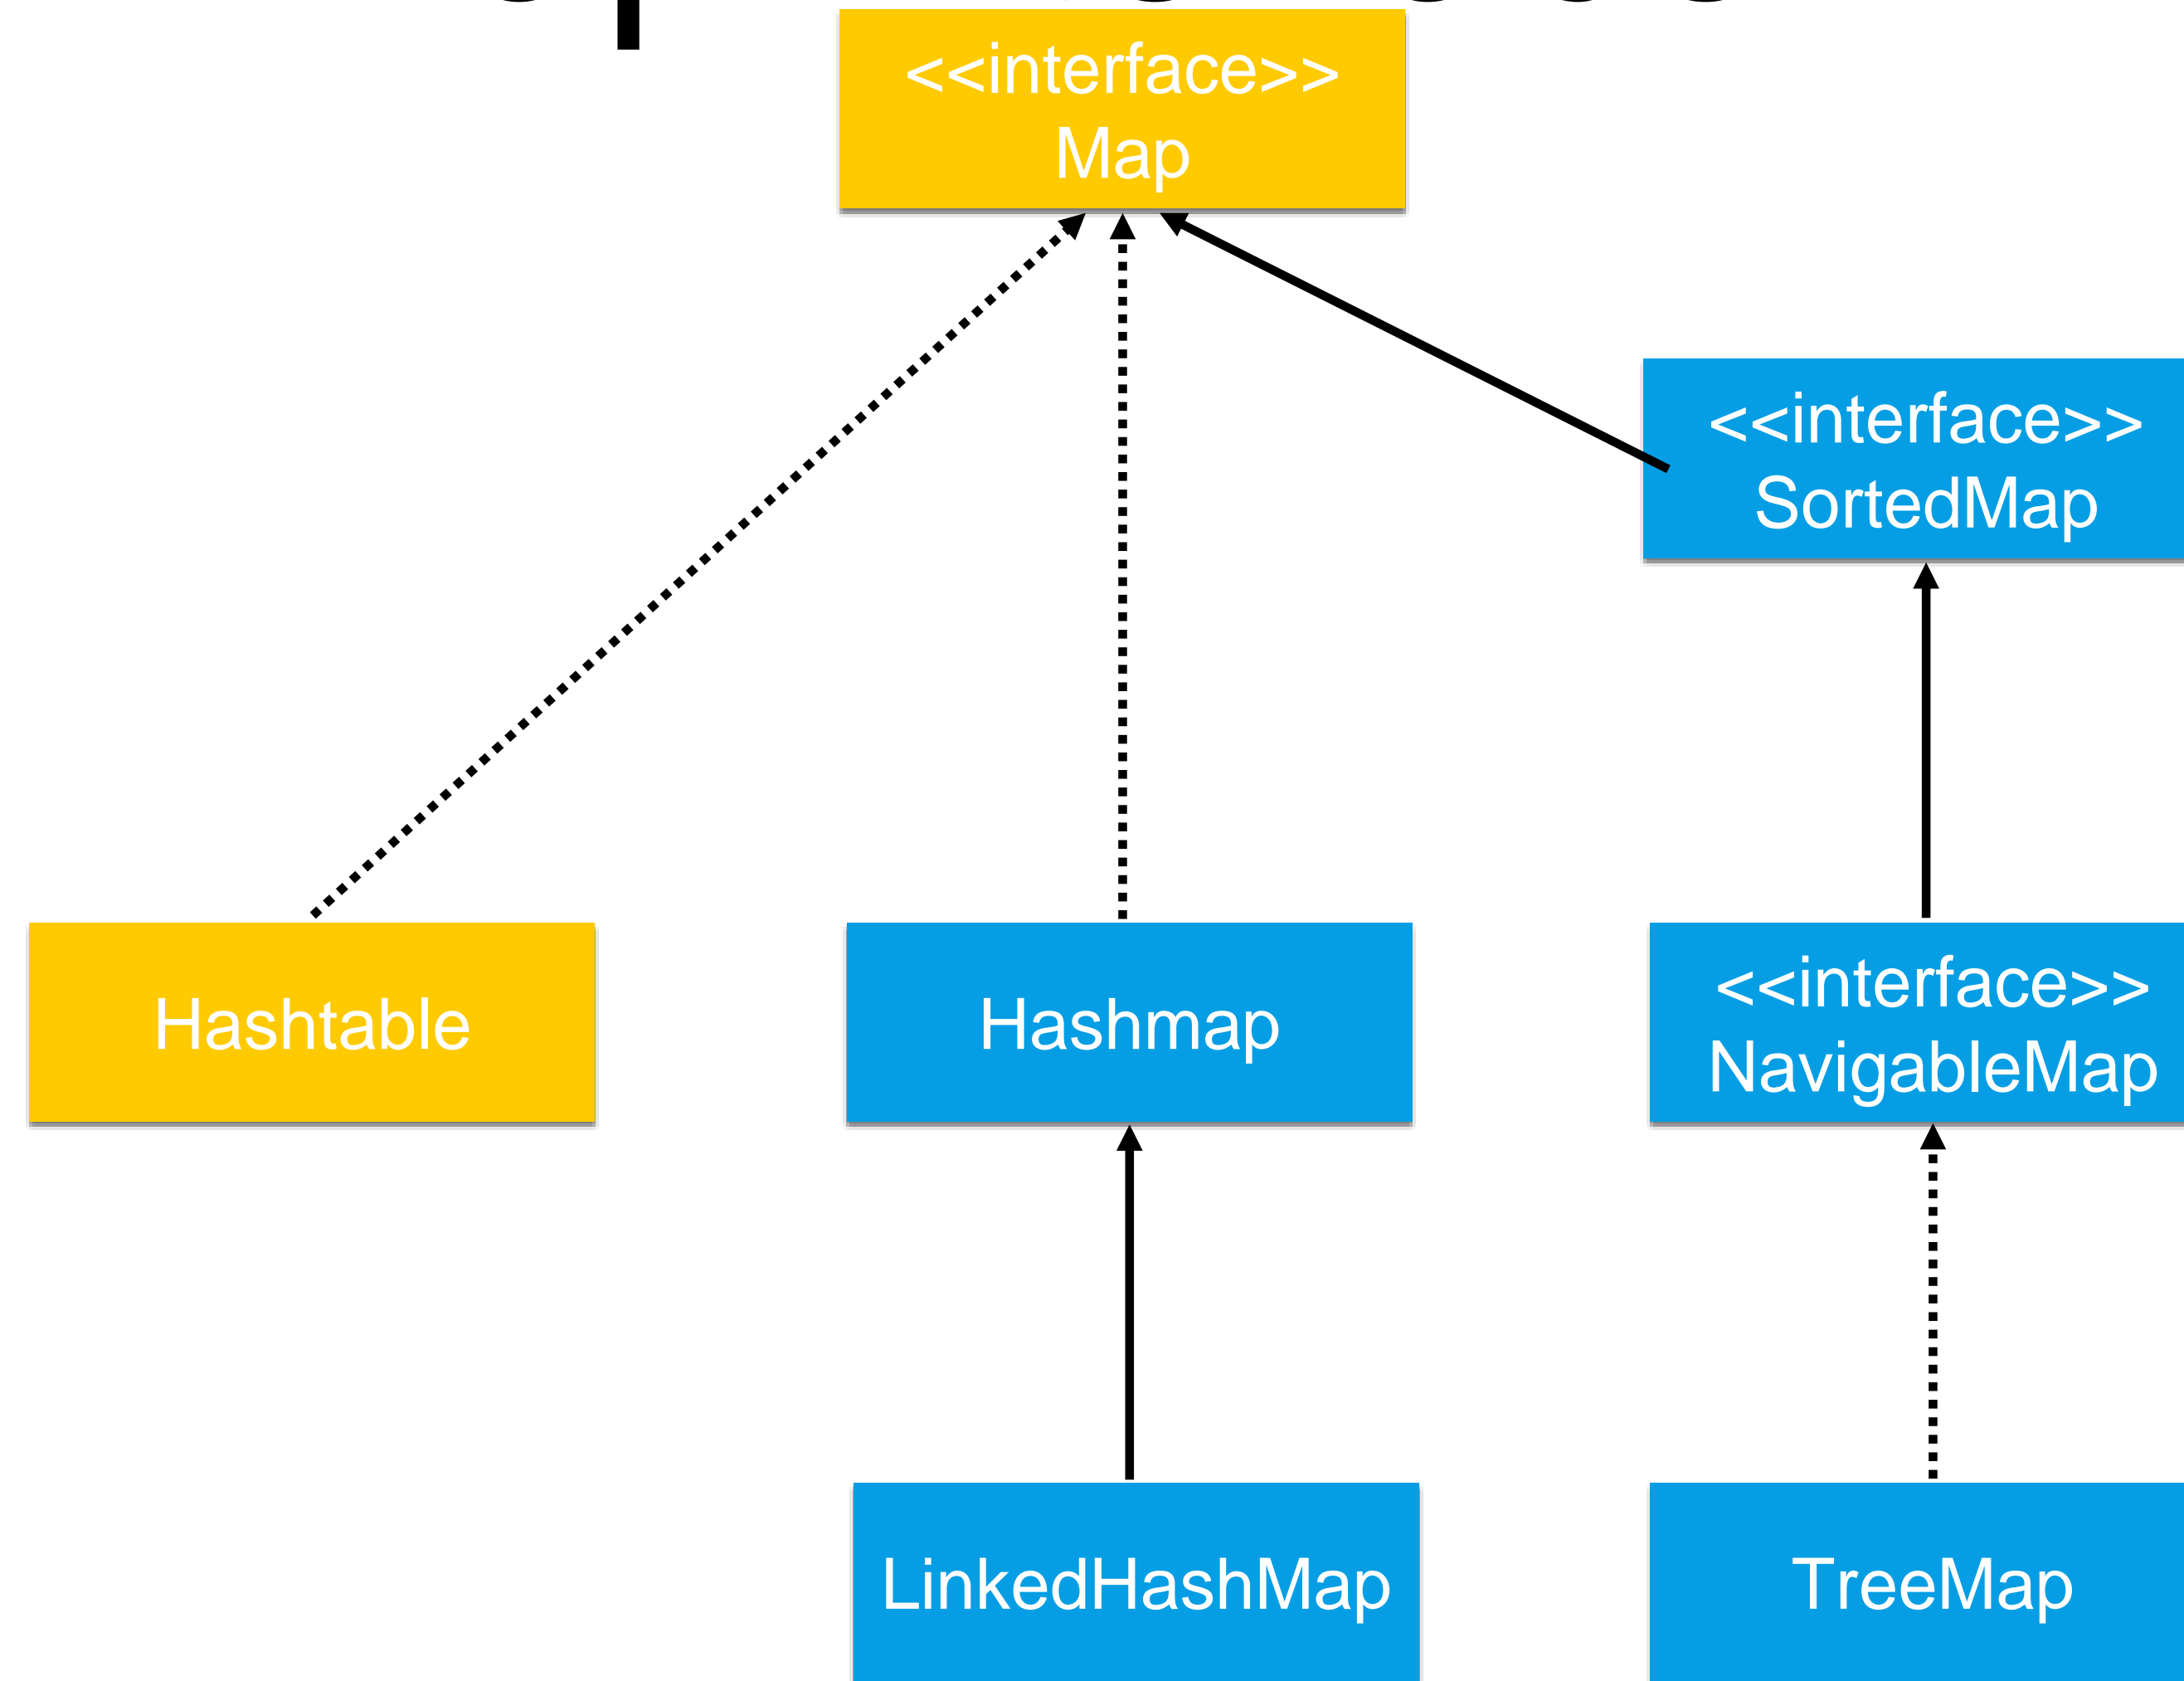 <<interface>>
Map
<<interface>>
SortedMap
Hashtable
Hashmap
<<interface>>
NavigableMap
LinkedHashMap
TreeMap